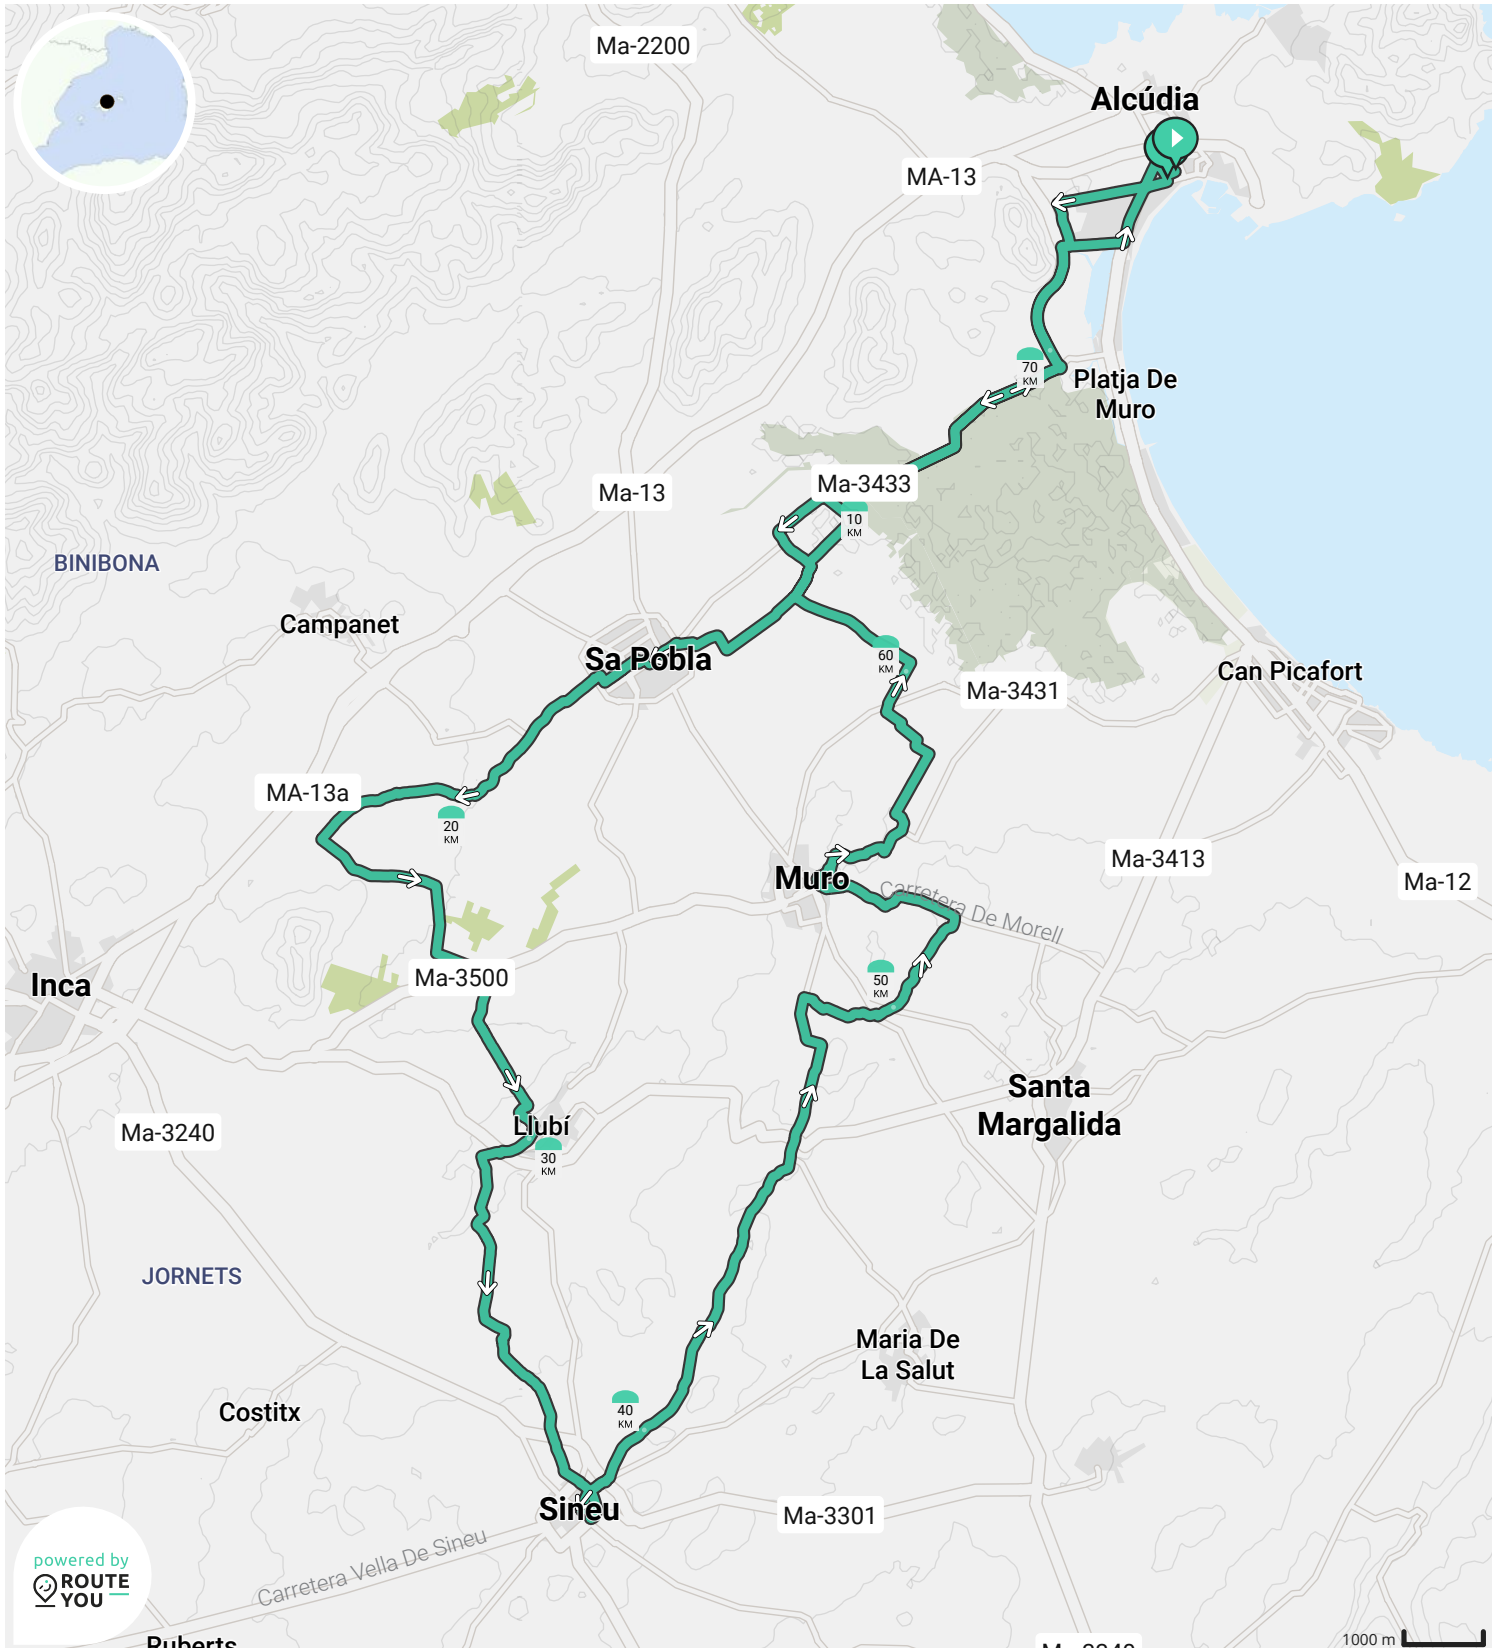 Ma-2200
Alcúdia
MA-13
70
KM
Platja De
Muro
Ma-3433
Ma-13
10
KM
BINIBONA
Campanet
Sa Pobla
60
KM
Ma-3431
Can Picafort
MA-13a
20
KM
Muro
Ma-3413
Ma-12
Carretera De Morell
Inca
Ma-3500
50
KM
Santa
Margalida
Ma-3240
Llubí
30
KM
JORNETS
Maria De
La Salut
Costitx
40
KM
Sineu
Ma-3301
Carretera Vella De Sineu
powered by
ROUTE
YOU
Ruberts
1000 m